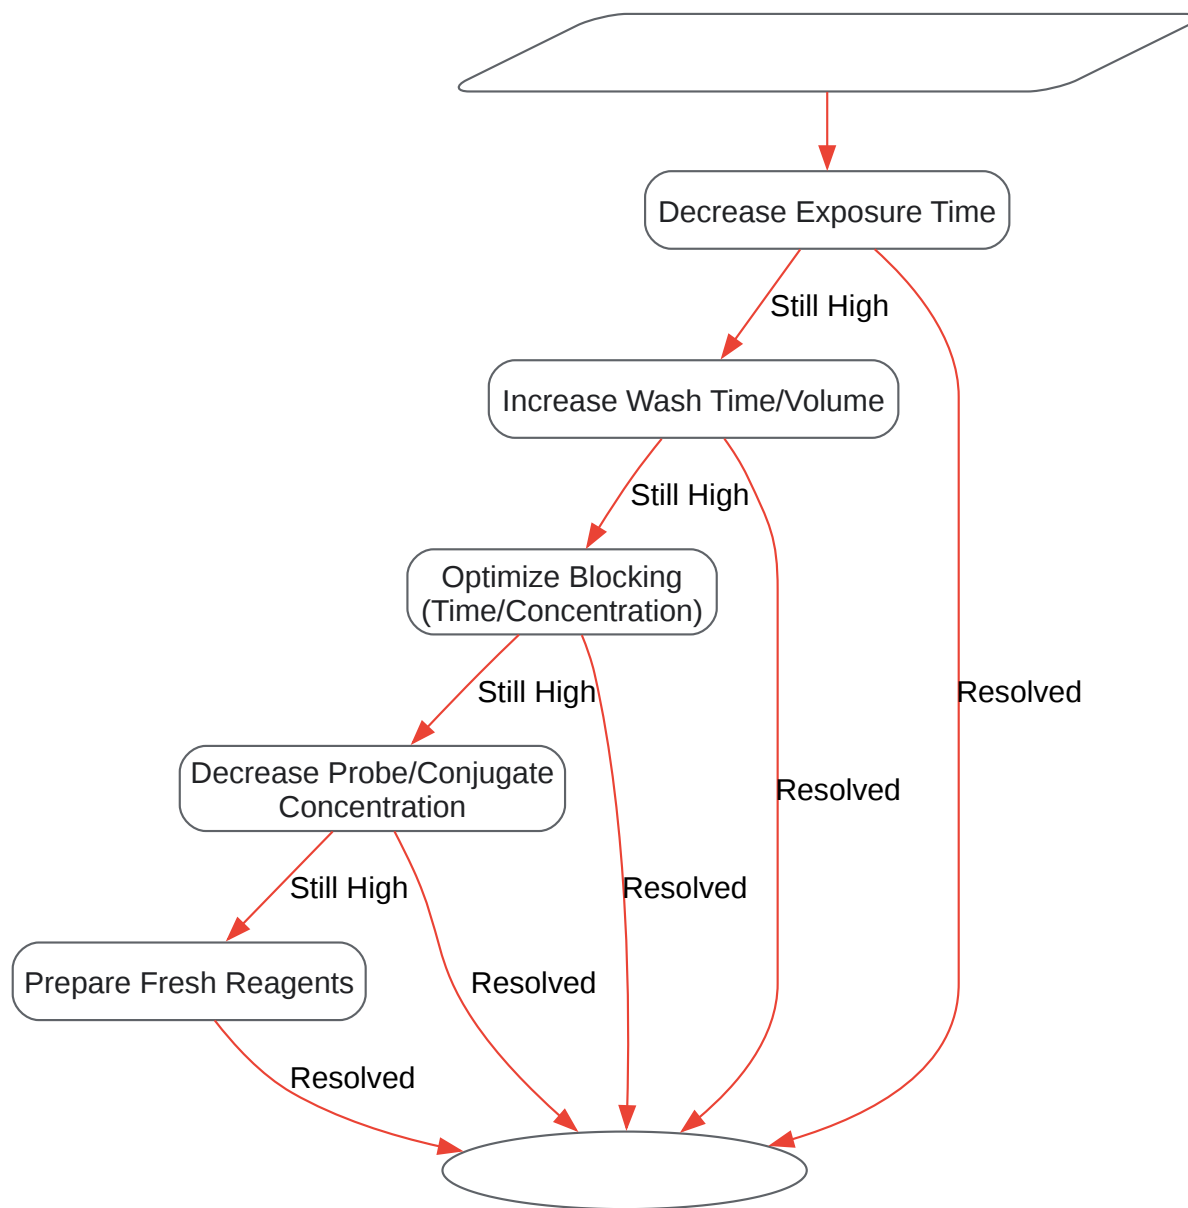 Decrease Exposure Time
Still High
Increase Wash Time/Volume
Still High
Optimize Blocking
(Time/Concentration)
Still High
Resolved
Decrease Probe/Conjugate
Concentration
Resolved
Still High
Resolved
Prepare Fresh Reagents
Resolved
Resolved